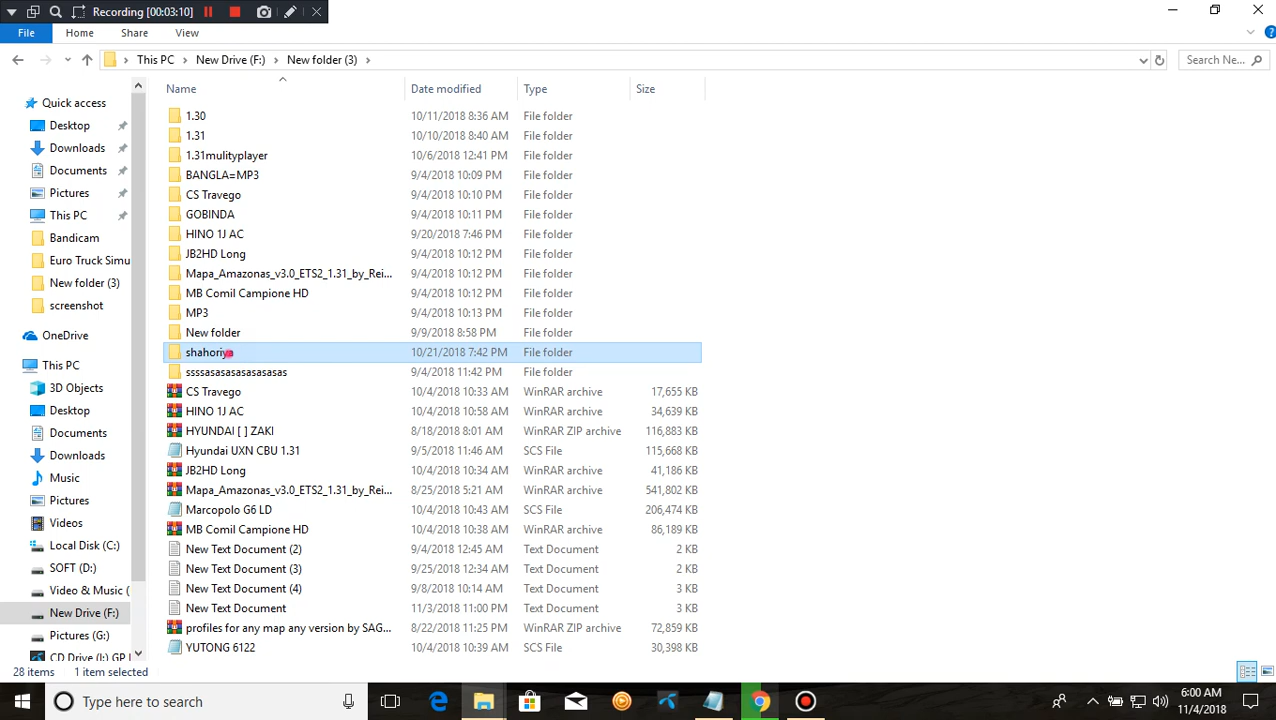 Recording [00:03:10]
File Home Share View
This PC New Drive (F:) New folder (3) Search Ne...
Name Date modified Type Size
Quick access
Desktop
Downloads
Documents
Pictures
This PC
Bandicam
Euro Truck Simu
New folder (3)
screenshot
OneDrive
This PC
3D Objects
Desktop
Documents
Downloads
Music
Pictures
Videos
Local Disk (C:)
SOFT (D:)
Video & Music (
New Drive (F:)
Pictures (G:)
CD Drive (I:) GP I
1.30 10/11/2018 8:36 AM File folder
1.31 10/10/2018 8:40 AM File folder
1.31mulityplayer 10/6/2018 12:41 PM File folder
BANGLA=MP3 9/4/2018 10:09 PM File folder
CS Travego 9/4/2018 10:10 PM File folder
GOBINDA 9/4/2018 10:11 PM File folder
HINO 1J AC 9/20/2018 7:46 PM File folder
JB2HD Long 9/4/2018 10:12 PM File folder
Mapa_Amazonas_v3.0_ETS2_1.31_by_Rei... 9/4/2018 10:12 PM File folder
MB Comil Campione HD 9/4/2018 10:12 PM File folder
MP3 9/4/2018 10:13 PM File folder
New folder 9/9/2018 8:58 PM File folder
shahoriya 10/21/2018 7:42 PM File folder
ssssasasasasasasasas 9/4/2018 11:42 PM File folder
CS Travego 10/4/2018 10:33 AM WinRAR archive 17,655 KB
HINO 1J AC 10/4/2018 10:58 AM WinRAR archive 34,639 KB
HYUNDAI [ ] ZAKI 8/18/2018 8:01 AM WinRAR ZIP archive 116,883 KB
Hyundai UXN CBU 1.31 9/5/2018 11:46 AM SCS File 115,668 KB
JB2HD Long 10/4/2018 10:34 AM WinRAR archive 41,186 KB
Mapa_Amazonas_v3.0_ETS2_1.31_by_Rei... 8/25/2018 5:21 AM WinRAR archive 541,802 KB
Marcopolo G6 LD 10/4/2018 10:43 AM SCS File 206,474 KB
MB Comil Campione HD 10/4/2018 10:38 AM WinRAR archive 86,189 KB
New Text Document (2) 9/4/2018 12:45 AM Text Document 2 KB
New Text Document (3) 9/25/2018 12:34 AM Text Document 2 KB
New Text Document (4) 9/8/2018 10:14 AM Text Document 3 KB
New Text Document 11/3/2018 11:00 PM Text Document 3 KB
profiles for any map any version by SAG... 8/22/2018 11:25 PM WinRAR ZIP archive 72,859 KB
YUTONG 6122 10/4/2018 10:39 AM SCS File 30,398 KB
28 items 1 item selected
Type here to search
6:00 AM
11/4/2018